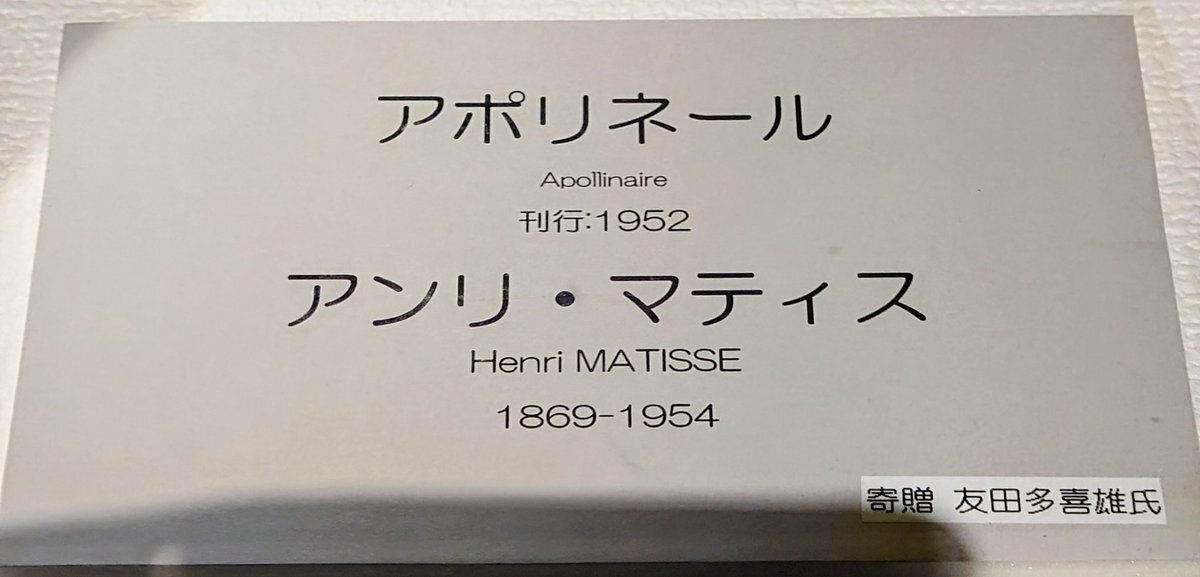 アポリネール
Apollinaire
刊行:1952
アンリ・マティス
Henri MATISSE
1869-1954
寄贈 友田多喜雄氏